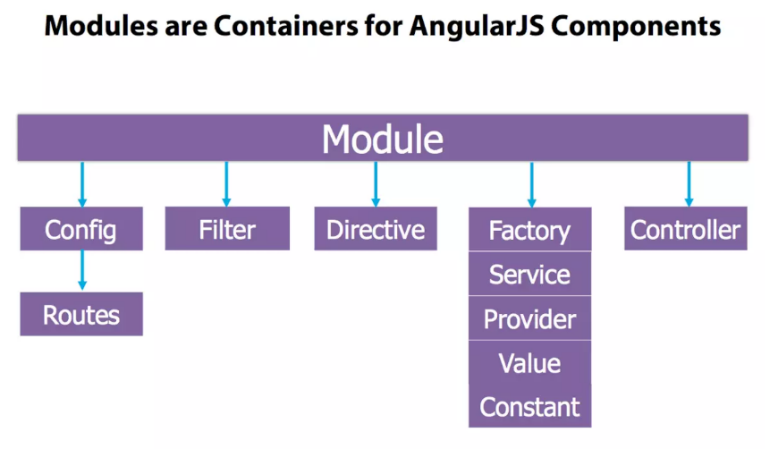 Modules are Containers for AngularJS Components
Module
Config
Filter
Directive
Factory
Controller
Service
Routes
Provider
Value
Constant